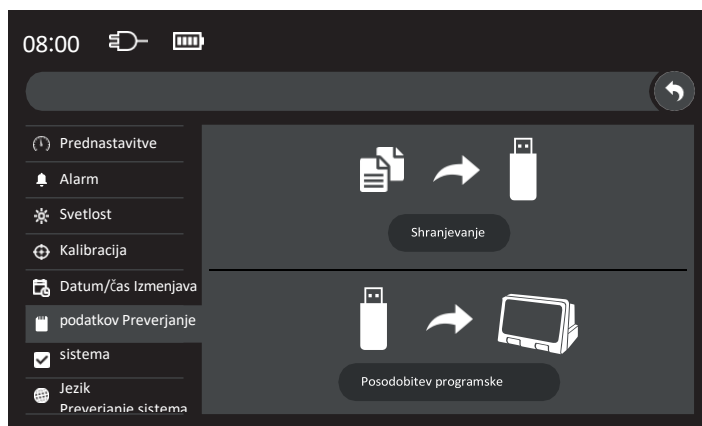 08:00
Prednastavitve
Alarm
Svetlost
Kalibracija
Datum/čas Izmenjava
podatkov Preverjanje
sistema
Jezik
Preverjanje sistema
Shranjevanje
Posodobitev programske